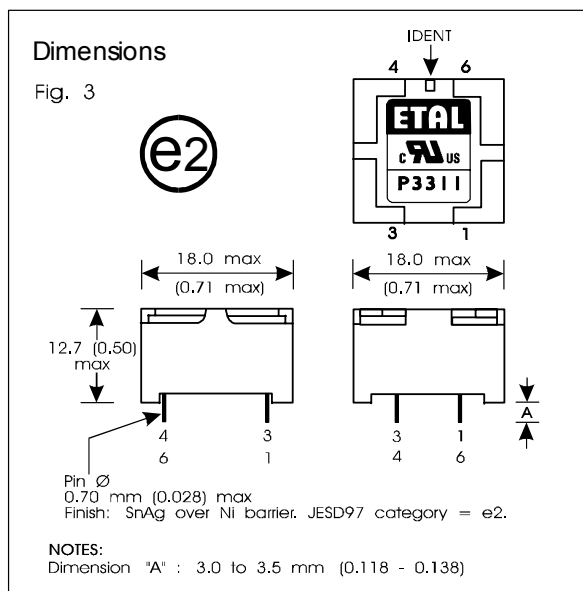 Dimensions
IDENT
Fig. 3
4 6
e2
ETAL
c RU US
P3311
3 1
18.0 max
(0.71 max)
18.0 max
(0.71 max)
12.7 (0.50)
max
A
4 3
6 1
3 1
4 6
Pin Ø
0.70 mm (0.028) max
Finish: SnAg over Ni barrier. JESD97 category = e2.
NOTES:
Dimension "A" : 3.0 to 3.5 mm (0.118 - 0.138)